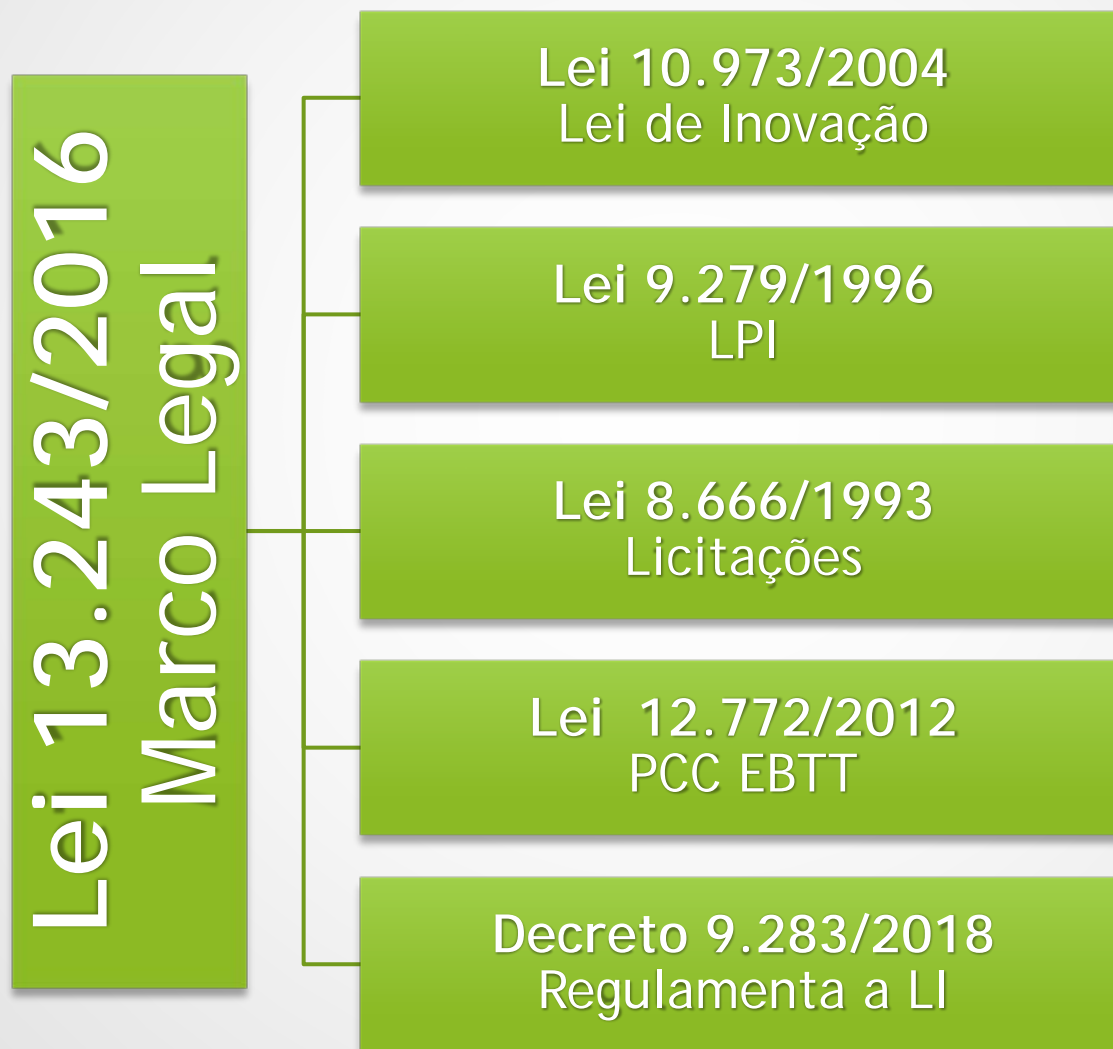 Lei 13.243/2016
Marco Legal
Lei 10.973/2004
Lei de Inovação
Lei 9.279/1996
LPI
Lei 8.666/1993
Licitações
Lei 12.772/2012
PCC EBTT
Decreto 9.283/2018
Regulamenta a LI